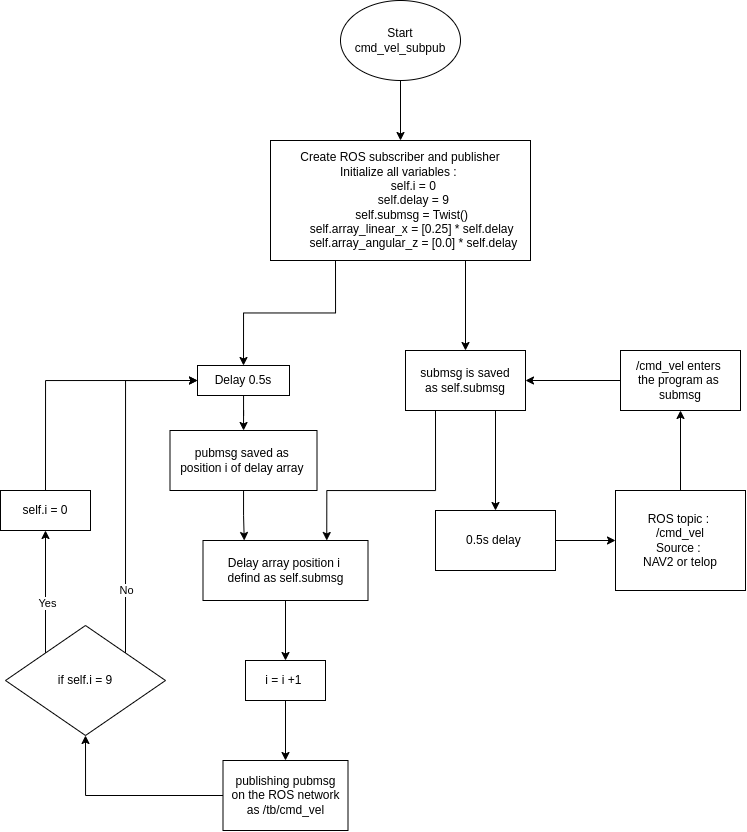 Start
cmd_vel_subpub
Create ROS subscriber and publisher
Initialize all variables :
self.i = 0
self.delay = 9
self.submsg = Twist()
self.array_linear_x = [0.25] * self.delay
self.array_angular_z = [0.0] * self.delay
Delay 0.5s
submsg is saved
as self.submsg
/cmd_vel enters
the program as
submsg
pubmsg saved as
position i of delay array
self.i = 0
0.5s delay
ROS topic :
/cmd_vel
Source :
NAV2 or telop
Delay array position i
defind as self.submsg
Yes
No
if self.i = 9
i = i +1
publishing pubmsg
on the ROS network
as /tb/cmd_vel